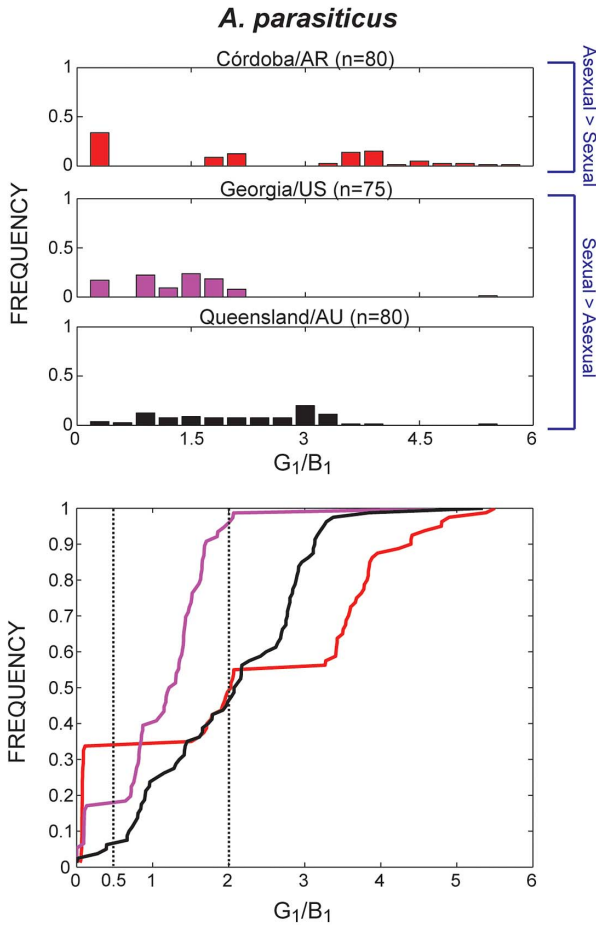 A. parasiticus
Córdoba/AR (n=80)
1
0.5
0
Asexual > Sexual
Georgia/US (n=75)
1
0.5
0
FREQUENCY
Queensland/AU (n=80)
1
0.5
0
Sexual > Asexual
0 1.5 3 4.5 6
G1/B1
1
0.9
0.8
0.7
0.6
0.5
0.4
0.3
0.2
0.1
0
FREQUENCY
0 0.5 1 2 3 4 5 6
G1/B1